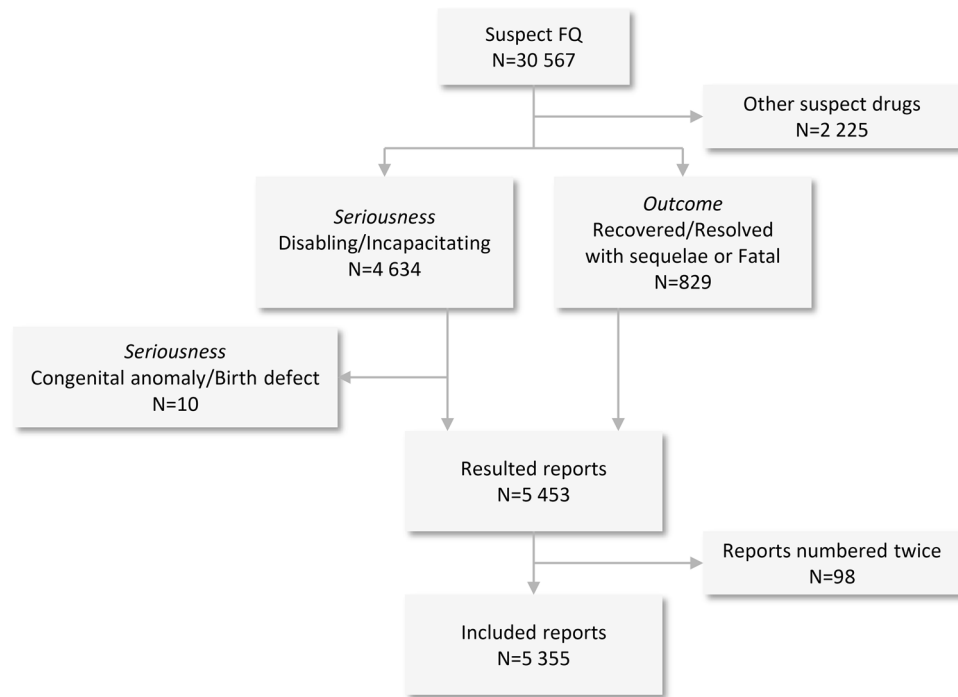 Suspect FQ
N=30 567
Other suspect drugs
N=2 225
Seriousness
Disabling/Incapacitating
N=4 634
Outcome
Recovered/Resolved
with sequelae or Fatal
N=829
Seriousness
Congenital anomaly/Birth defect
N=10
Resulted reports
N=5 453
Reports numbered twice
N=98
Included reports
N=5 355